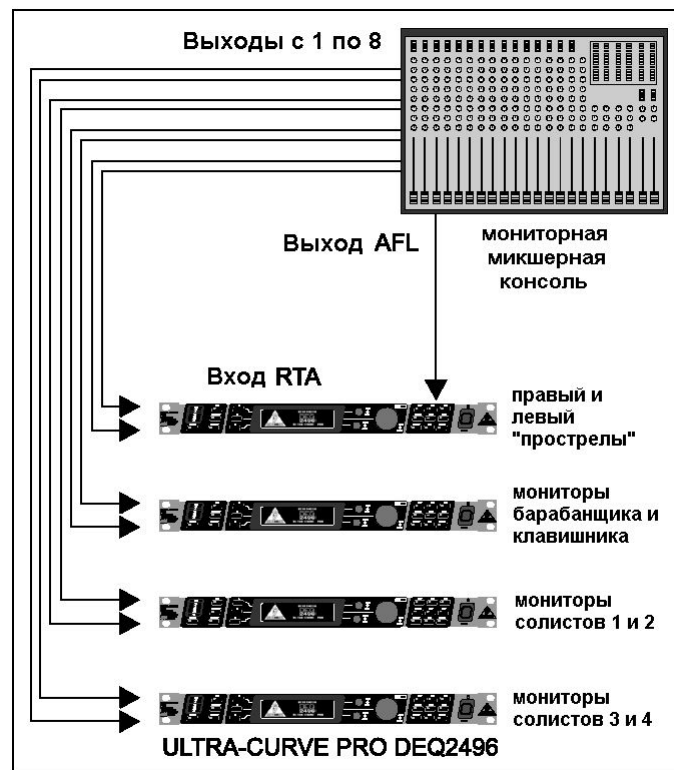 Выходы с 1 по 8
Выход AFL
мониторная
микшерная
консоль
Вход RTA
правый и
левый
"прострелы"
мониторы
барабанщика и
клавишника
мониторы
солистов 1 и 2
мониторы
солистов 3 и 4
ULTRA-CURVE PRO DEQ2496